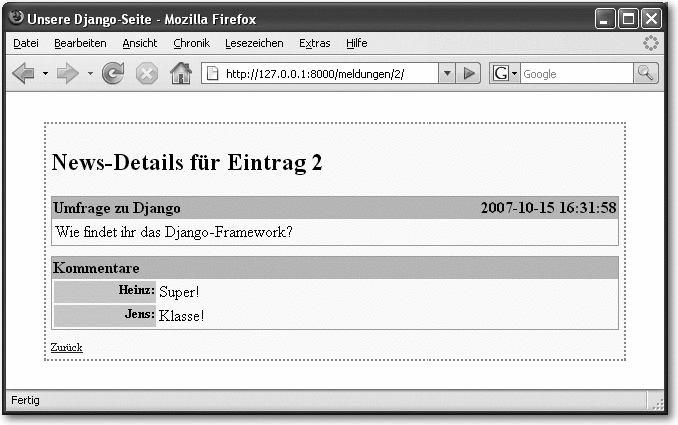 Unsere Django-Seite - Mozilla Firefox
Datei Bearbeiten Ansicht Chronik Lesezeichen Extras Hilfe
http://127.0.0.1:8000/meldungen/2/ G Google
News-Details für Eintrag 2
Umfrage zu Django 2007-10-15 16:31:58
Wie findet ihr das Django-Framework?
Kommentare
Heinz: Super!
Jens: Klasse!
Zurück
Fertig